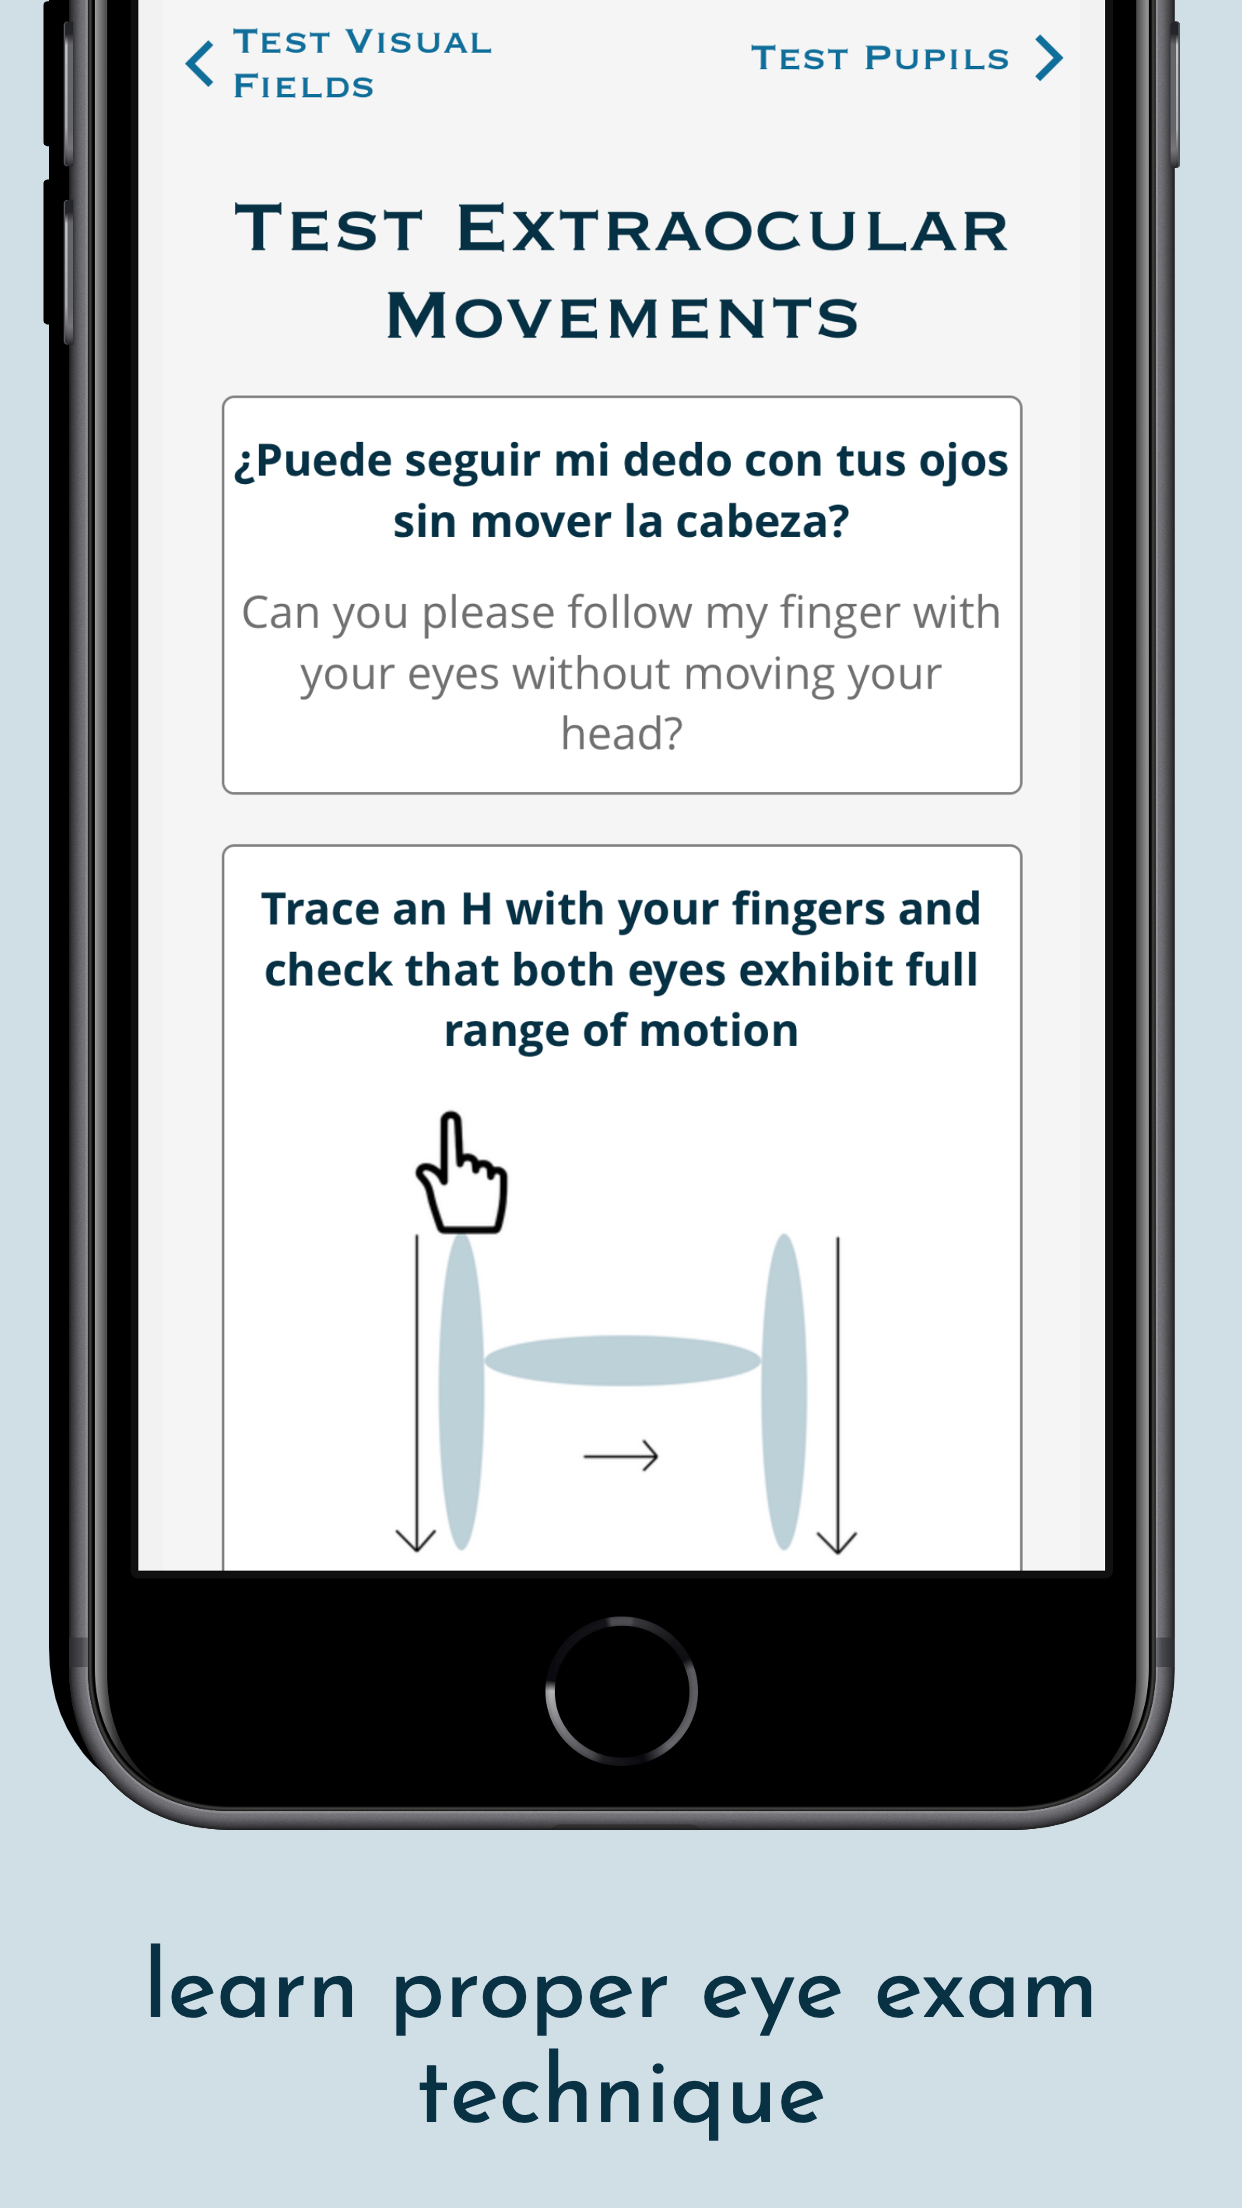 Test Visual
Fields
Test Pupils
Test Extraocular
Movements
¿Puede seguir mi dedo con tus ojos
sin mover la cabeza?
Can you please follow my finger with
your eyes without moving your
head?
Trace an H with your fingers and
check that both eyes exhibit full
range of motion
learn proper eye exam
technique